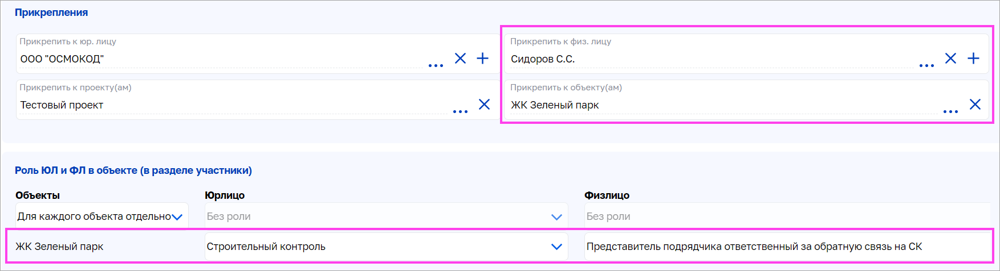 Прикрепления
Прикрепить к юр. лицу
ООО "ОСМОКОД"
Прикрепить к физ. лицу
Сидоров С.С.
Прикрепить к проекту(ам)
Тестовый проект
Прикрепить к объекту(ам)
ЖК Зеленый парк
Роль ЮЛ и ФЛ в объекте (в разделе участники)
Объекты Юрлицо Физлицо
Для каждого объекта отдельно Без роли Без роли
ЖК Зеленый парк Строительный контроль Представитель подрядчика ответственный за обратную связь на СК